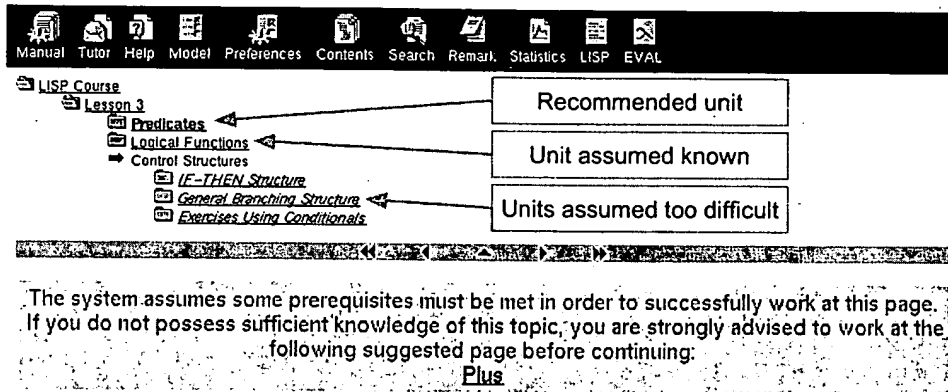 Manual Tutor Help Model Preferences Contents Search Remark Statistics LISP EVAL
LISP Course
Lesson 3
Predicates
Logical Functions
Control Structures
IF-THEN Structure
General Branching Structure
Exercises Using Conditionals
Recommended unit
Unit assumed known
Units assumed too difficult
The system assumes some prerequisites must be met in order to successfully work at this page.
If you do not possess sufficient knowledge of this topic, you are strongly advised to work at the
following suggested page before continuing:
Plus